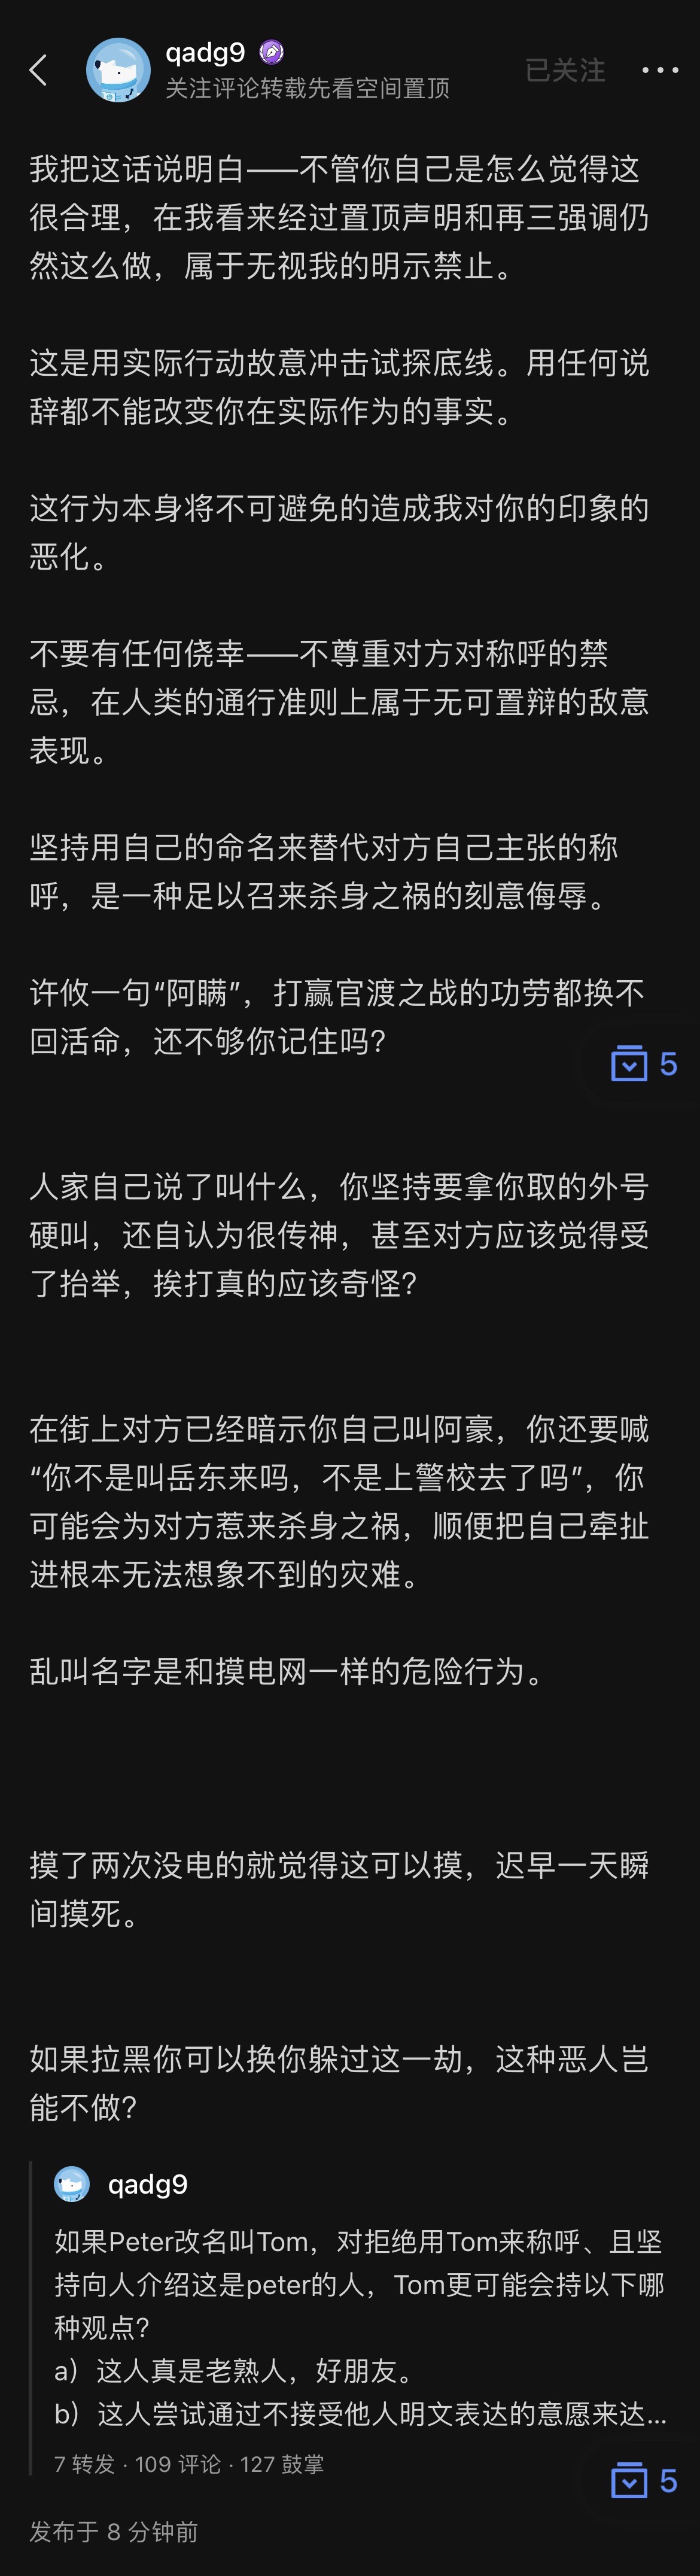 qadg9
关注评论转载先看空间置顶
已关注
我把这话说明白——不管你自己是怎么觉得这
很合理，在我看来经过置顶声明和再三强调仍
然这么做，属于无视我的明示禁止。
这是用实际行动故意冲击试探底线。用任何说
辞都不能改变你在实际作为的事实。
这行为本身将不可避免的造成我对你的印象的
恶化。
不要有任何侥幸——不尊重对方对称呼的禁
忌，在人类的通行准则上属于无可置辩的敌意
表现。
坚持用自己的命名来替代对方自己主张的称
呼，是一种足以召来杀身之祸的刻意侮辱。
许攸一句“阿瞒”，打赢官渡之战的功劳都换不
回活命，还不够你记住吗?
5
人家自己说了叫什么，你坚持要拿你取的外号
硬叫，还自认为很传神，甚至对方应该觉得受
了抬举，挨打真的应该奇怪?
在街上对方已经暗示你自己叫阿豪，你还要喊
“你不是叫岳东来吗，不是上警校去了吗”，你
可能会为对方惹来杀身之祸，顺便把自己牵扯
进根本无法想象不到的灾难。
乱叫名字是和摸电网一样的危险行为。
摸了两次没电的就觉得这可以摸，迟早一天瞬
间摸死。
如果拉黑你可以换你躲过这一劫，这种恶人岂
能不做?
qadg9
如果Peter改名叫Tom，对拒绝用Tom来称呼、且坚
持向人介绍这是peter的人，Tom更可能会持以下哪
种观点?
a）这人真是老熟人，好朋友。
b）这人尝试通过不接受他人明文表达的意愿来达...
7 转发 · 109 评论 · 127 鼓掌
5
发布于 8 分钟前